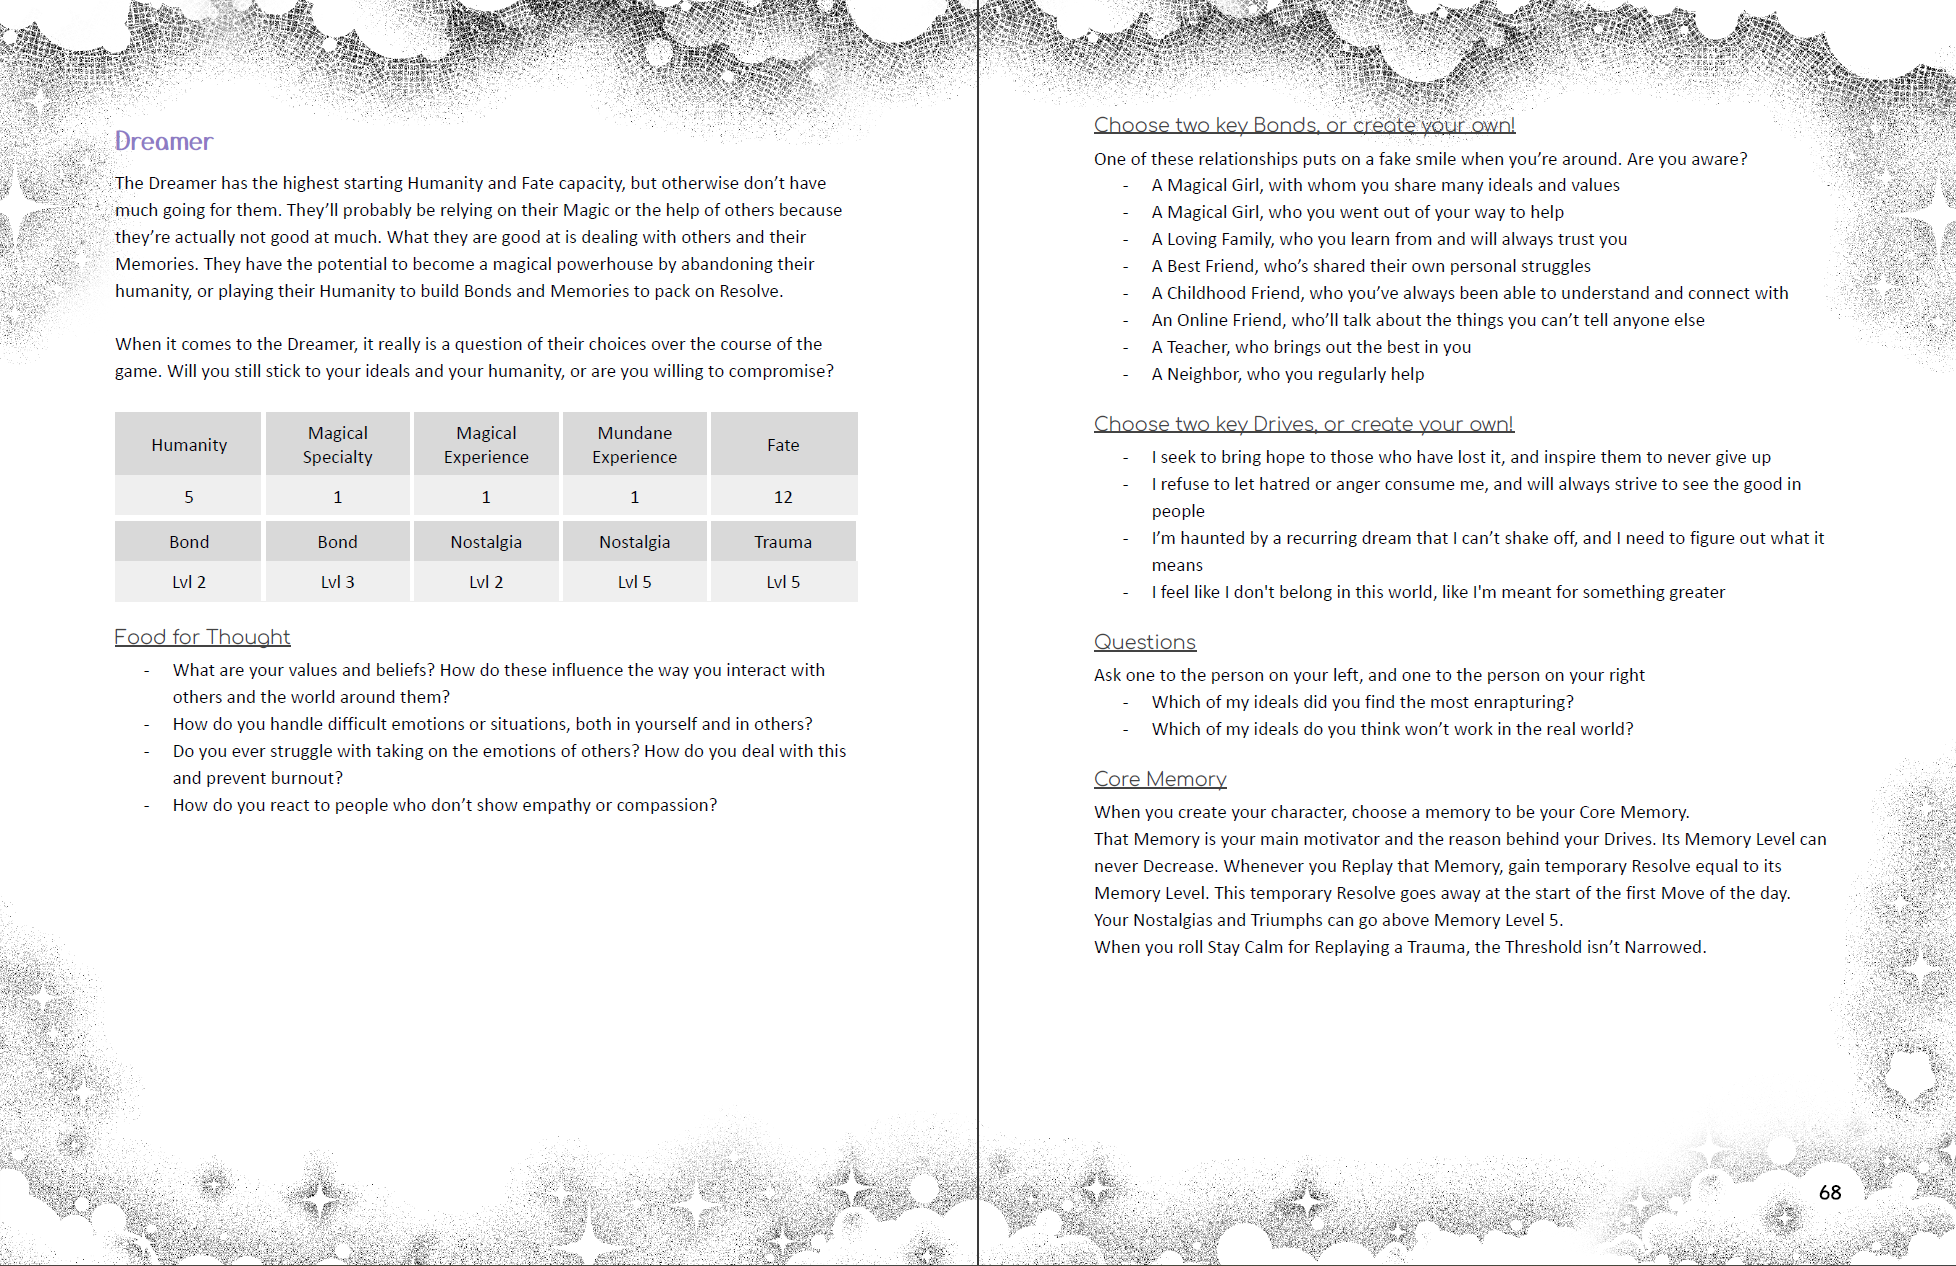 Dreamer
The Dreamer has the highest starting Humanity and Fate capacity, but otherwise don’t have
much going for them. They’ll probably be relying on their Magic or the help of others because
they’re actually not good at much. What they are good at is dealing with others and their
Memories. They have the potential to become a magical powerhouse by abandoning their
humanity, or playing their Humanity to build Bonds and Memories to pack on Resolve.
When it comes to the Dreamer, it really is a question of their choices over the course of the
game. Will you still stick to your ideals and your humanity, or are you willing to compromise?
Humanity Magical Specialty Magical Experience Mundane Experience Fate
5 1 1 1 12
Bond Bond Nostalgia Nostalgia Trauma
Lvl 2 Lvl 3 Lvl 2 Lvl 5 Lvl 5
Food for Thought
- What are your values and beliefs? How do these influence the way you interact with
others and the world around them?
- How do you handle difficult emotions or situations, both in yourself and in others?
- Do you ever struggle with taking on the emotions of others? How do you deal with this
and prevent burnout?
- How do you react to people who don’t show empathy or compassion?
Choose two key Bonds, or create your own!
One of these relationships puts on a fake smile when you’re around. Are you aware?
- A Magical Girl, with whom you share many ideals and values
- A Magical Girl, who you went out of your way to help
- A Loving Family, who you learn from and will always trust you
- A Best Friend, who’s shared their own personal struggles
- A Childhood Friend, who you’ve always been able to understand and connect with
- An Online Friend, who’ll talk about the things you can’t tell anyone else
- A Teacher, who brings out the best in you
- A Neighbor, who you regularly help
Choose two key Drives, or create your own!
- I seek to bring hope to those who have lost it, and inspire them to never give up
- I refuse to let hatred or anger consume me, and will always strive to see the good in
people
- I’m haunted by a recurring dream that I can’t shake off, and I need to figure out what it
means
- I feel like I don't belong in this world, like I'm meant for something greater
Questions
Ask one to the person on your left, and one to the person on your right
- Which of my ideals did you find the most enrapturing?
- Which of my ideals do you think won’t work in the real world?
Core Memory
When you create your character, choose a memory to be your Core Memory.
That Memory is your main motivator and the reason behind your Drives. Its Memory Level can
never Decrease. Whenever you Replay that Memory, gain temporary Resolve equal to its
Memory Level. This temporary Resolve goes away at the start of the first Move of the day.
Your Nostalgias and Triumphs can go above Memory Level 5.
When you roll Stay Calm for Replaying a Trauma, the Threshold isn’t Narrowed.
68